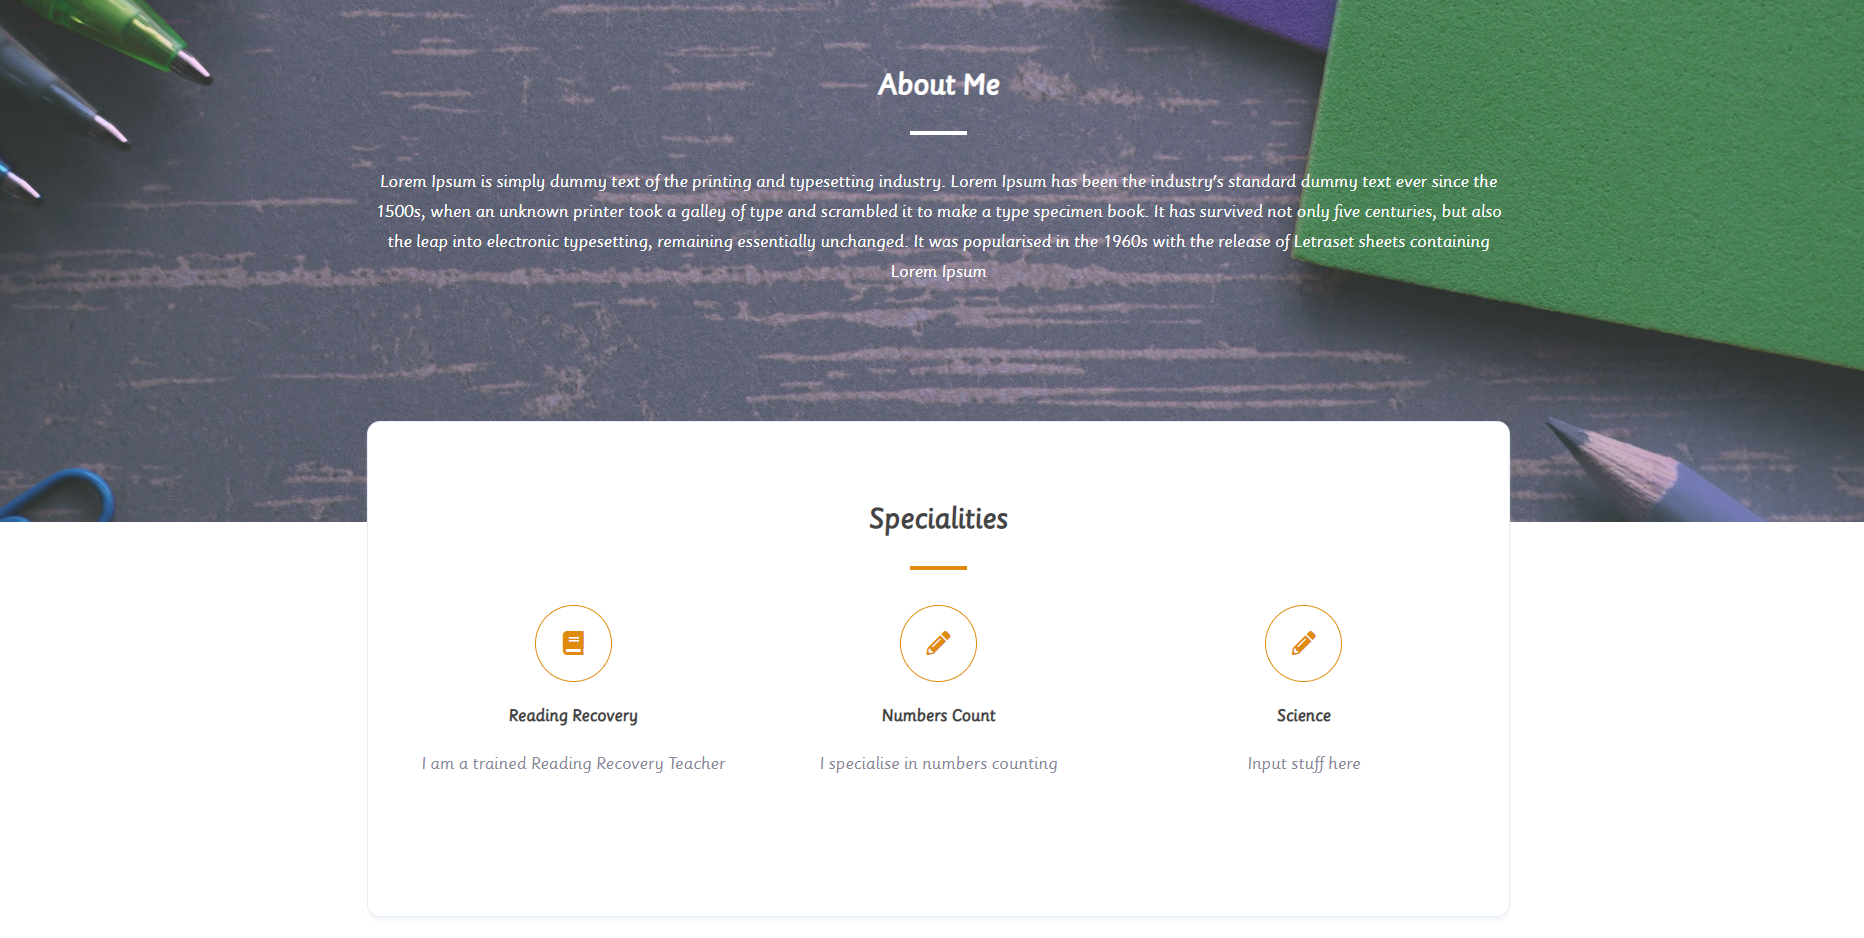 About Me
Lorem Ipsum is simply dummy text of the printing and typesetting industry. Lorem Ipsum has been the industry's standard dummy text ever since the
1500s, when an unknown printer took a galley of type and scrambled it to make a type specimen book. It has survived not only five centuries, but also
the leap into electronic typesetting, remaining essentially unchanged. It was popularised in the 1960s with the release of Letraset sheets containing
Lorem Ipsum
Specialities
Reading Recovery
I am a trained Reading Recovery Teacher
Numbers Count
I specialise in numbers counting
Science
Input stuff here